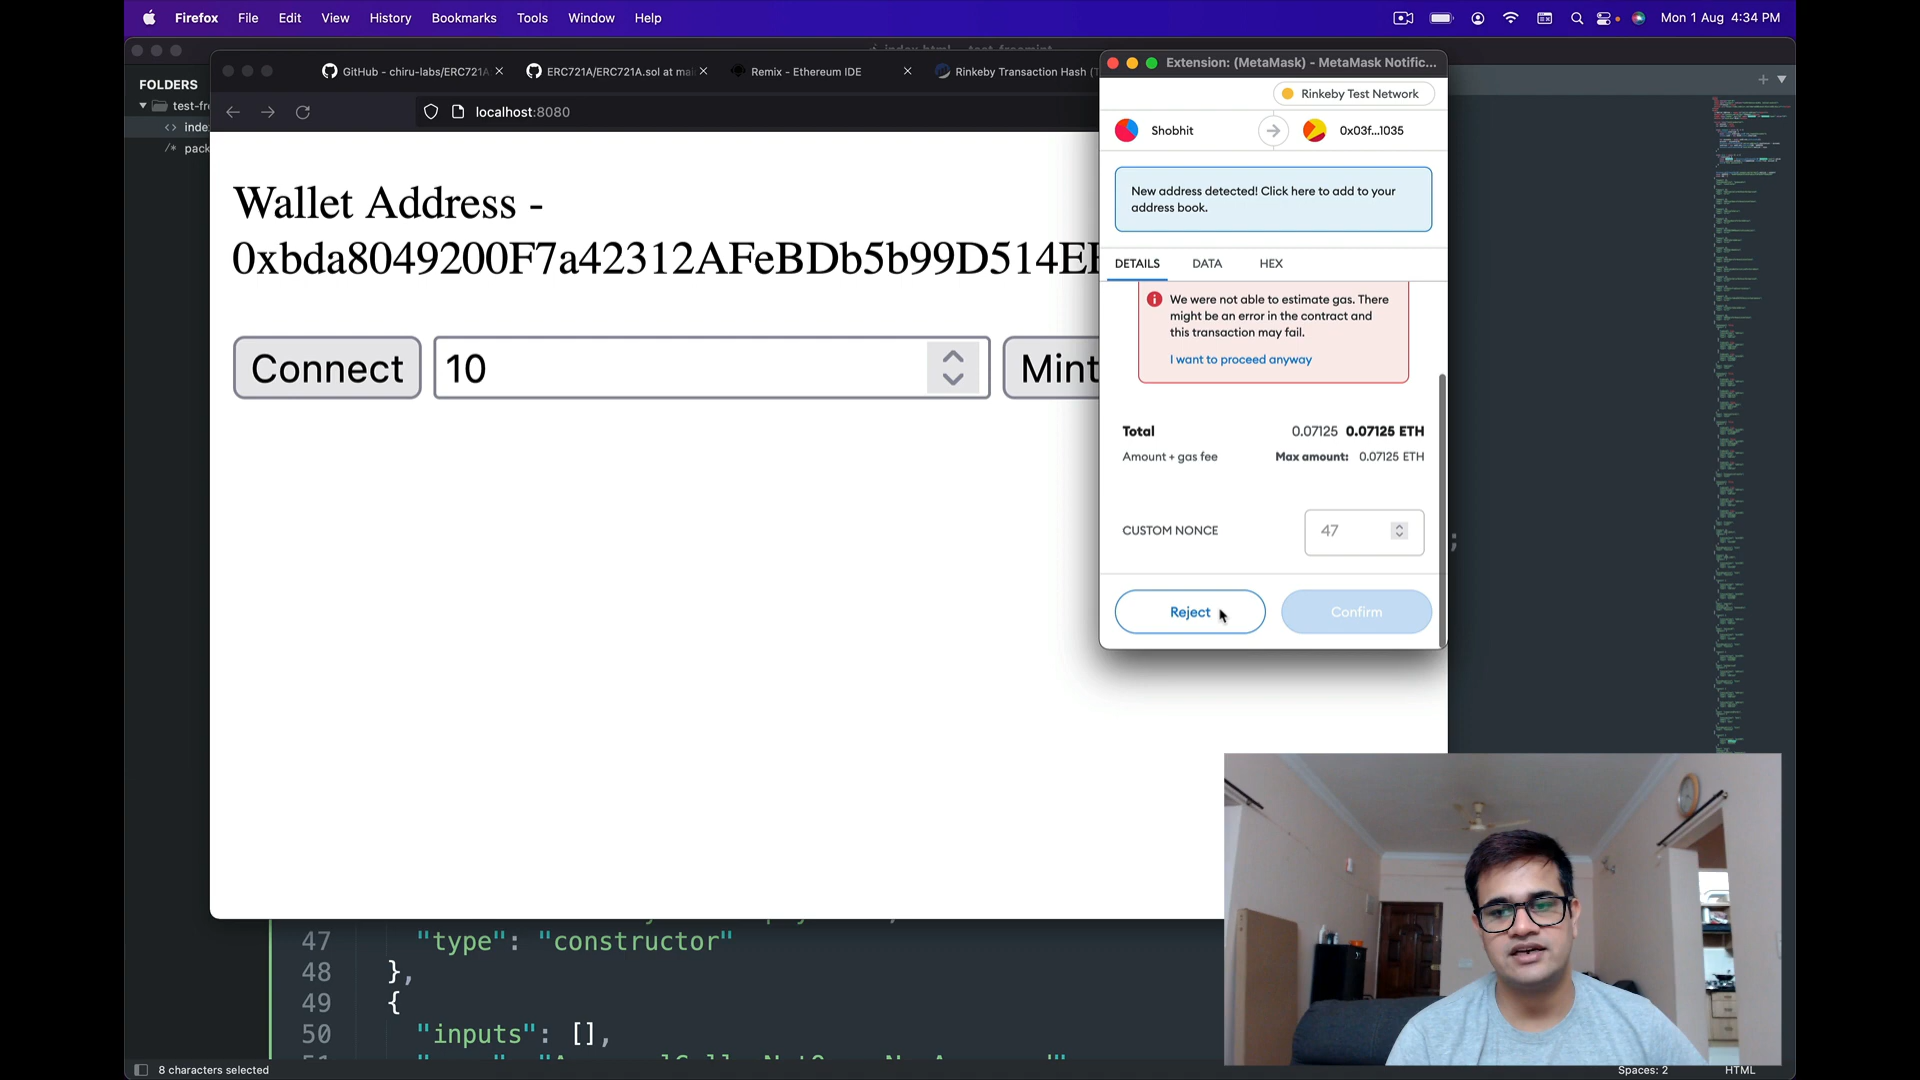 Firefox File Edit View History Bookmarks Tools Window Help
Mon 1 Aug 4:34 PM
index.html — test-freemint
FOLDERS
test-fr
inde
pack
GitHub - chiru-labs/ERC721A
ERC721A/ERC721A.sol at mai
Remix - Ethereum IDE
Rinkeby Transaction Hash (T
localhost:8080
Wallet Address -
0xbda8049200F7a42312AFeBDb5b99D514EE
Connect
10
Mint
Extension: (MetaMask) - MetaMask Notific...
Rinkeby Test Network
Shobhit
0x03f...1035
New address detected! Click here to add to your
address book.
DETAILS
DATA
HEX
We were not able to estimate gas. There
might be an error in the contract and
this transaction may fail.
I want to proceed anyway
Total
0.07125 0.07125 ETH
Amount + gas fee
Max amount: 0.07125 ETH
CUSTOM NONCE
47
Reject
Confirm
;
47 "type": "constructor"
48 },
49 {
50 "inputs": [],
8 characters selected
Spaces: 2
HTML